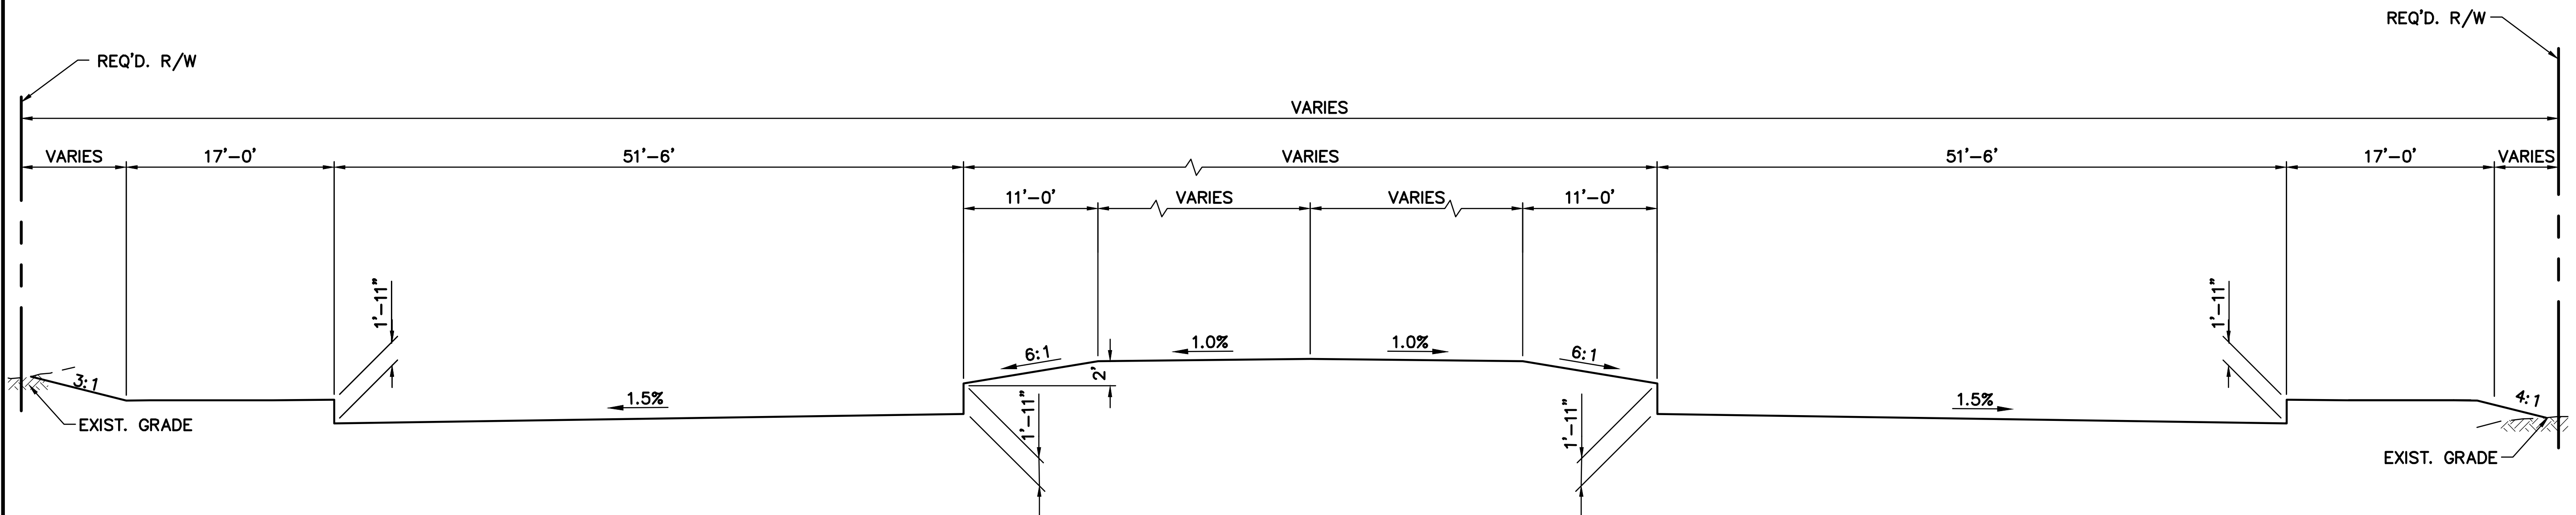 REQ'D. R/W
REQ'D. R/W
VARIES
VARIES
17'-0'
51'-6'
VARIES
51'-6'
17'-0'
VARIES
11'-0'
VARIES
VARIES
11'-0'
1'-11"
1'-11"
1.0%
1.0%
6:1
6:1
2'
3:1
1.5%
1.5%
4:1
1'-11"
1'-11"
EXIST. GRADE
EXIST. GRADE